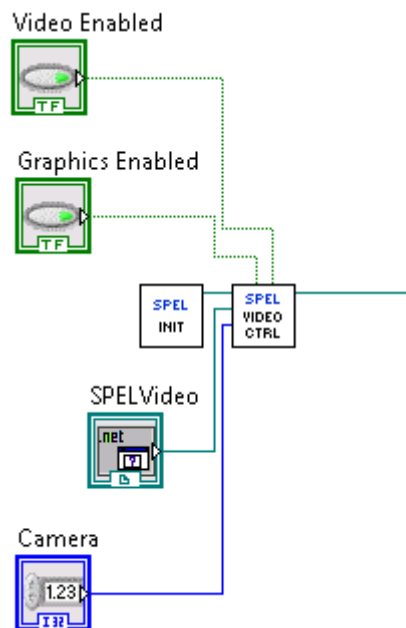 Video Enabled
TF
Graphics Enabled
TF
SPEL
INIT
SPEL
VIDEO
CTRL
SPELVideo
.net
?
Camera
1.23
I32